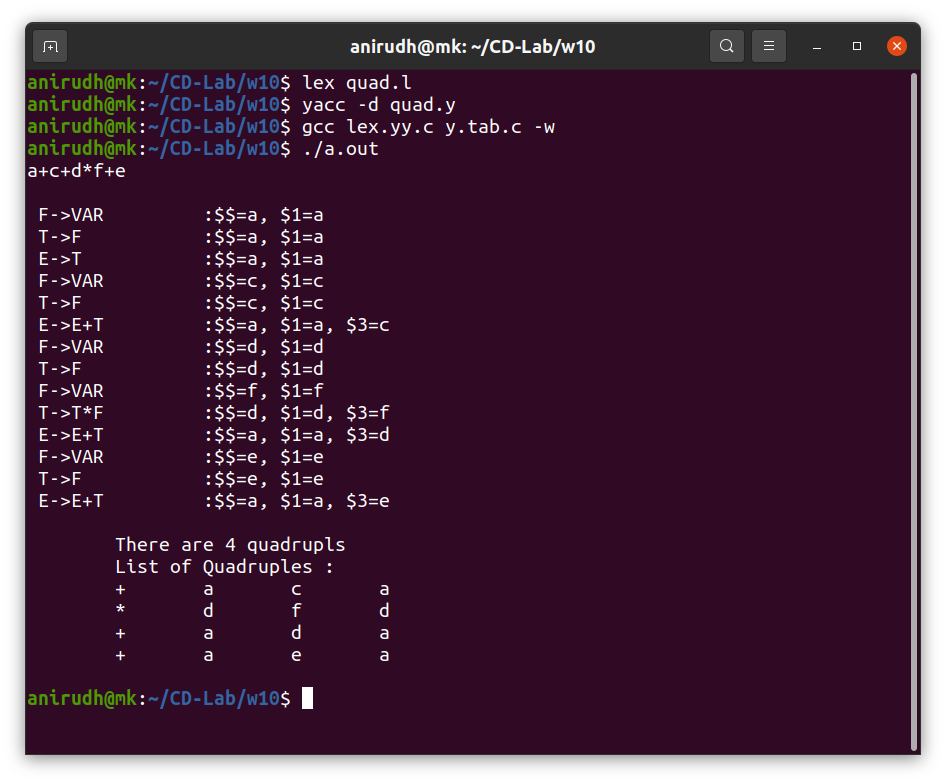 anirudh@mk: ~/CD-Lab/w10
anirudh@mk:~/CD-Lab/w10$ lex quad.l
anirudh@mk:~/CD-Lab/w10$ yacc -d quad.y
anirudh@mk:~/CD-Lab/w10$ gcc lex.yy.c y.tab.c -w
anirudh@mk:~/CD-Lab/w10$ ./a.out
a+c+d*f+e
F->VAR :$$=a, $1=a
T->F :$$=a, $1=a
E->T :$$=a, $1=a
F->VAR :$$=c, $1=c
T->F :$$=c, $1=c
E->E+T :$$=a, $1=a, $3=c
F->VAR :$$=d, $1=d
T->F :$$=d, $1=d
F->VAR :$$=f, $1=f
T->T*F :$$=d, $1=d, $3=f
E->E+T :$$=a, $1=a, $3=d
F->VAR :$$=e, $1=e
T->F :$$=e, $1=e
E->E+T :$$=a, $1=a, $3=e
There are 4 quadrupls
List of Quadruples :
+ a c a
* d f d
+ a d a
+ a e a
anirudh@mk:~/CD-Lab/w10$